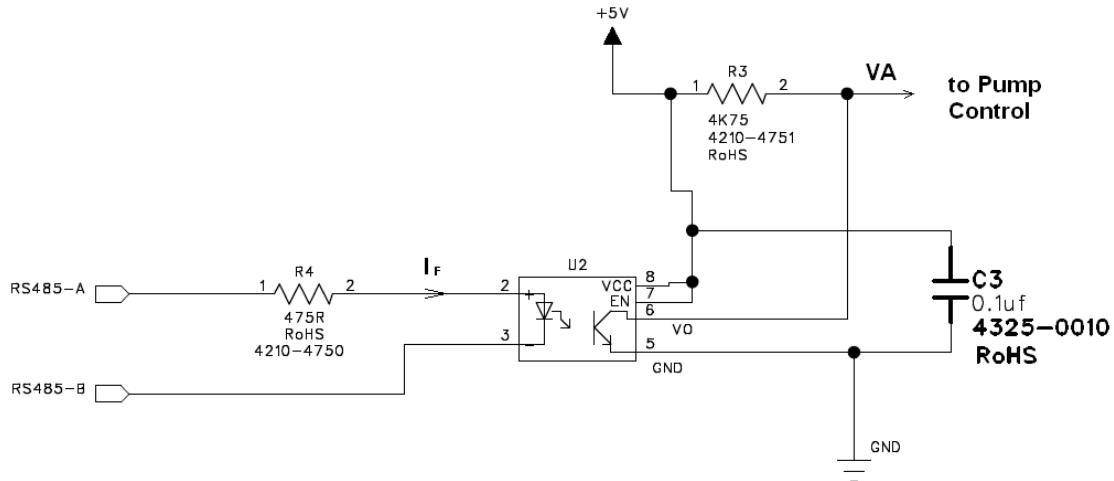 +5V
R3
1
2
VA
to Pump
Control
4K75
4210-4751
RoHS
U2
RS485-A
1
R4
2
IF
2
+
VCC
8
EN
7
6
VO
475R
RoHS
4210-4750
3
-
5
GND
C3
0.1uf
4325-0010
RoHS
RS485-B
GND